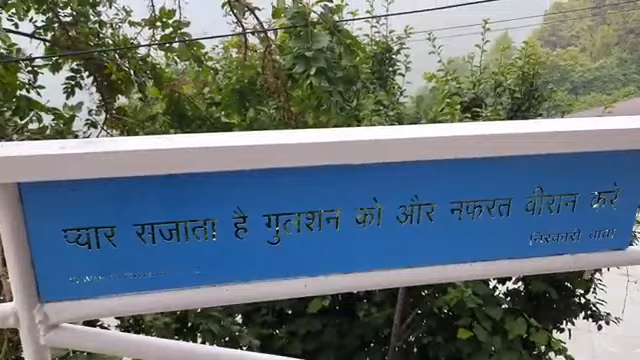 प्यार सजाता है गुलशन को और नफरत वीरान करे
निरंकारी बाबा